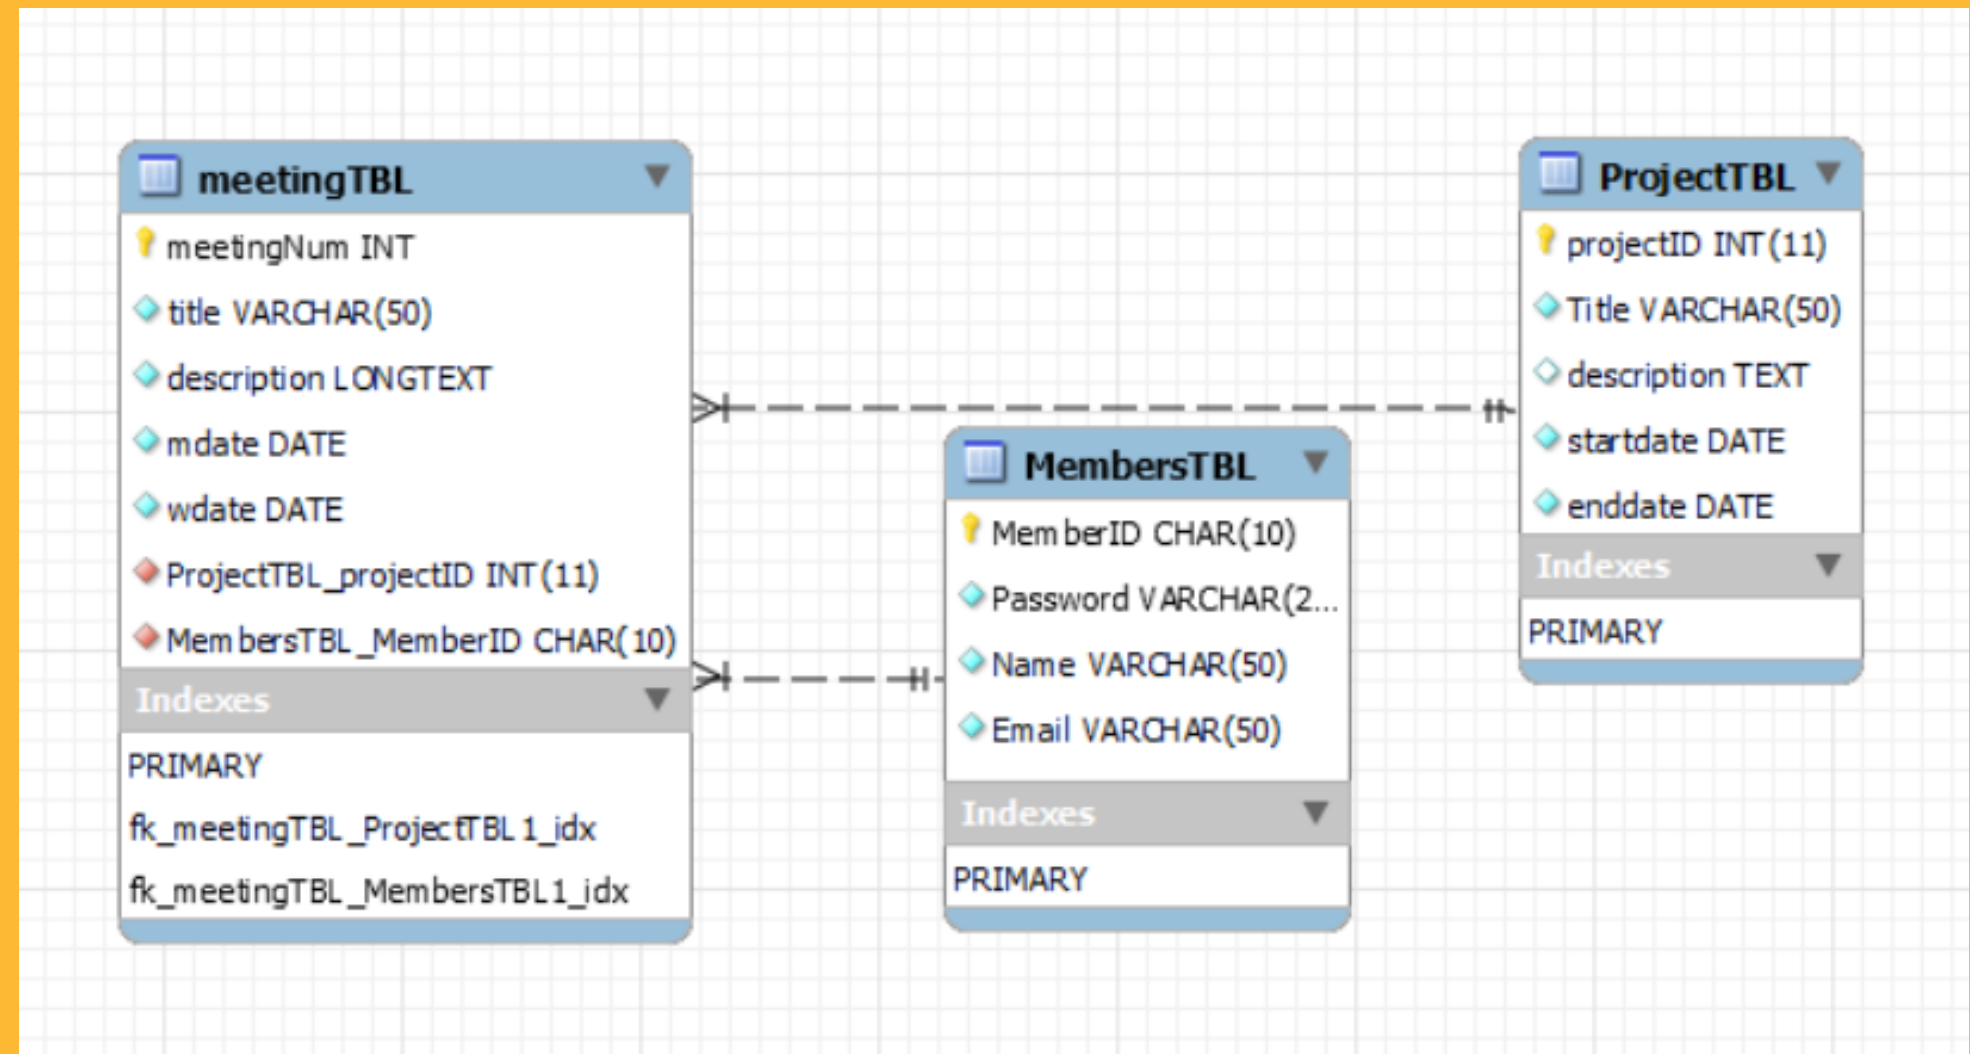 meetingTBL
meetingNum INT
title VARCHAR(50)
description LONGTEXT
mdate DATE
wdate DATE
ProjectTBL_projectID INT(11)
MembersTBL_MemberID CHAR(10)
Indexes
PRIMARY
fk_meetingTBL_ProjectTBL1_idx
fk_meetingTBL_MembersTBL1_idx
MembersTBL
MemberID CHAR(10)
Password VARCHAR(2...
Name VARCHAR(50)
Email VARCHAR(50)
Indexes
PRIMARY
ProjectTBL
projectID INT(11)
Title VARCHAR(50)
description TEXT
startdate DATE
enddate DATE
Indexes
PRIMARY